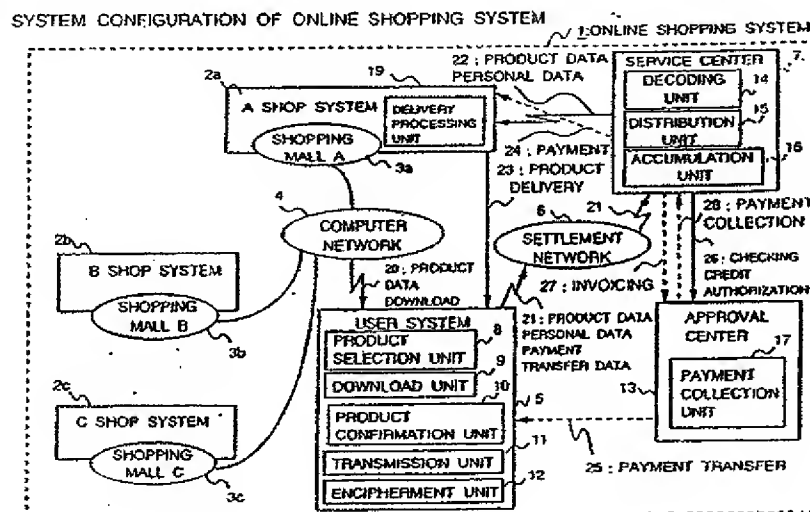 SYSTEM CONFIGURATION OF ONLINE SHOPPING SYSTEM
1:ONLINE SHOPPING SYSTEM
2a
19
22 : PRODUCT DATA
PERSONAL DATA
SERVICE CENTER
7
DECODING
UNIT
14
DISTRIBUTION
UNIT
15
ACCUMULATION
UNIT
16
A SHOP SYSTEM
DELIVERY
PROCESSING
UNIT
SHOPPING
MALL A
3a
24 : PAYMENT
23 : PRODUCT
DELIVERY
4
COMPUTER
NETWORK
6
21
SETTLEMENT
NETWORK
28 : PAYMENT
COLLECTION
26 : CHECKING
CREDIT
AUTHORIZATION
27 : INVOICING
2b
B SHOP SYSTEM
SHOPPING
MALL B
3b
20 : PRODUCT
DATA
DOWNLOAD
USER SYSTEM
PRODUCT
SELECTION UNIT
8
DOWNLOAD UNIT
9
10
PRODUCT
CONFIRMATION UNIT
5
TRANSMISSION UNIT
11
ENCIPHERMENT UNIT
12
21 : PRODUCT DATA
PERSONAL DATA
PAYMENT
TRANSFER DATA
APPROVAL
CENTER
17
PAYMENT
COLLECTION
UNIT
13
2c
C SHOP SYSTEM
SHOPPING
MALL C
3c
25 : PAYMENT TRANSFER